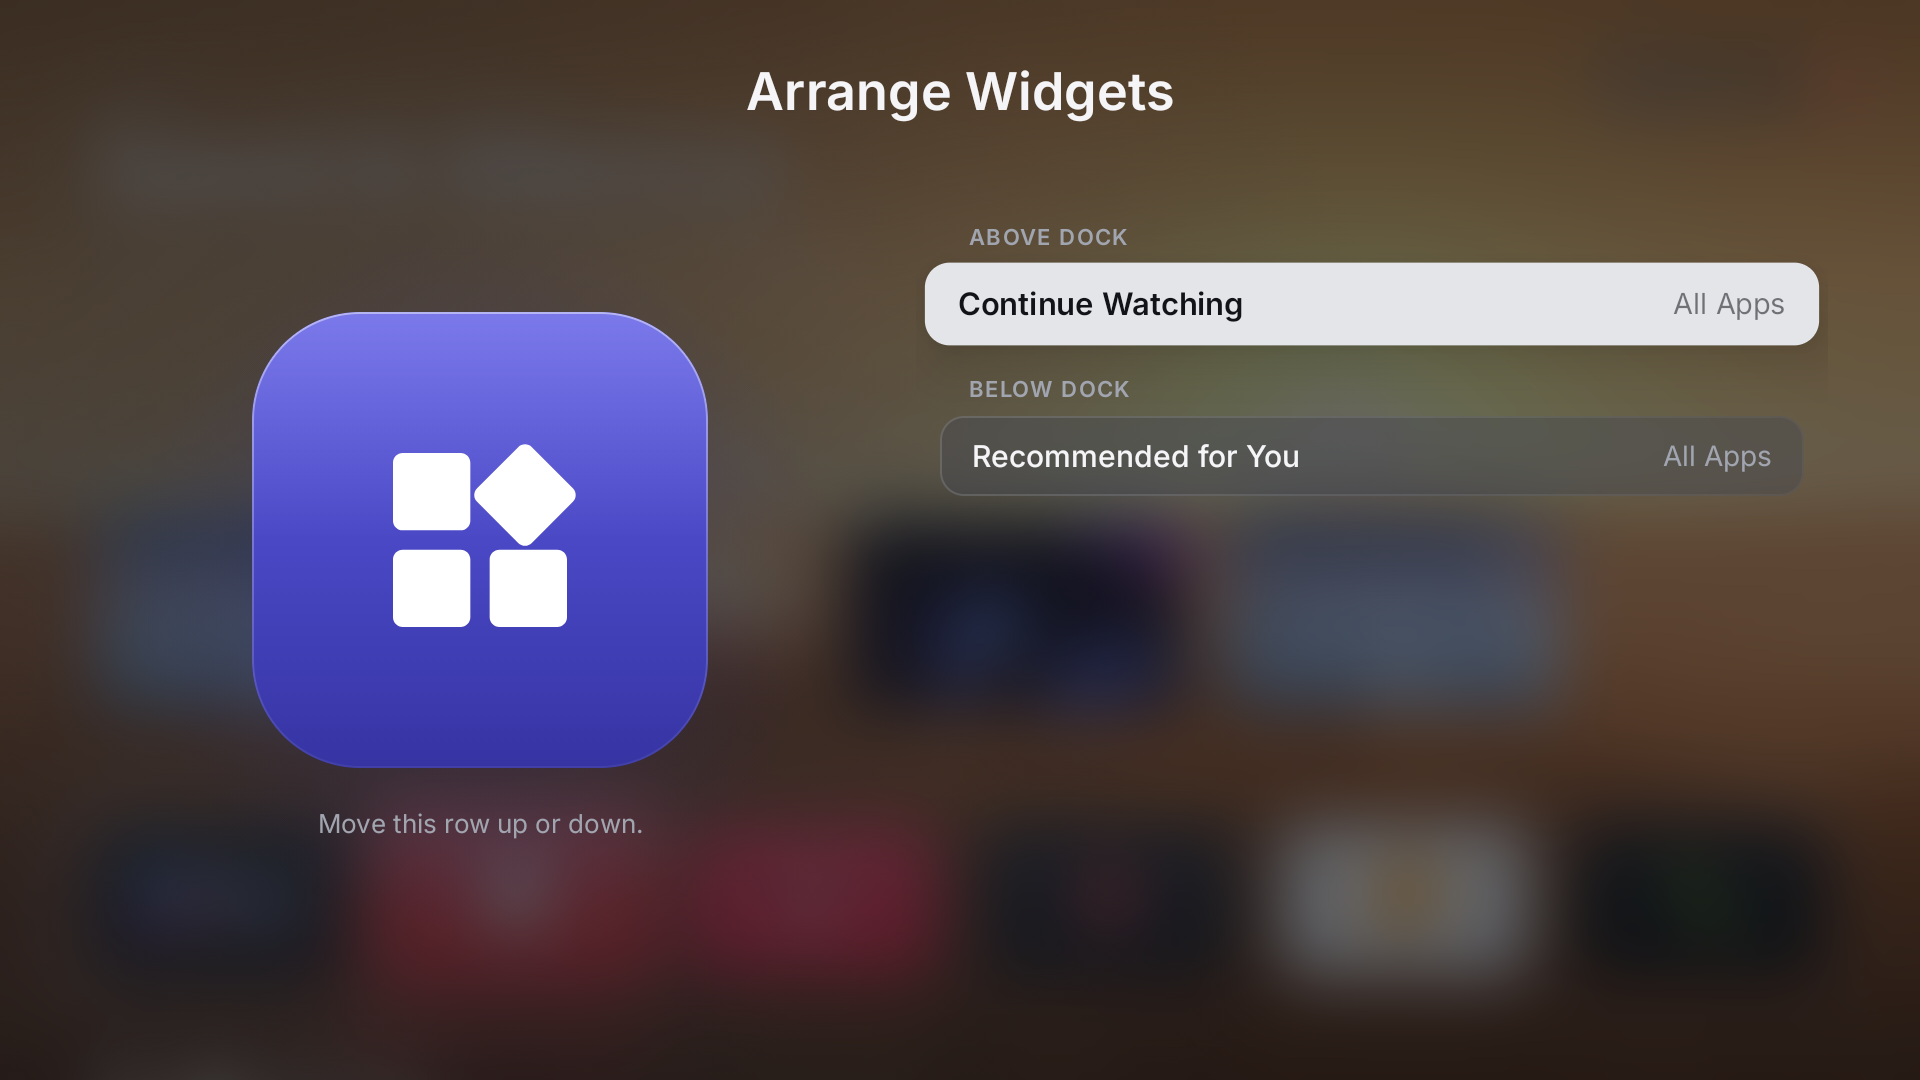 Arrange Widgets
ABOVE DOCK
Continue Watching All Apps
BELOW DOCK
Recommended for You All Apps
Move this row up or down.